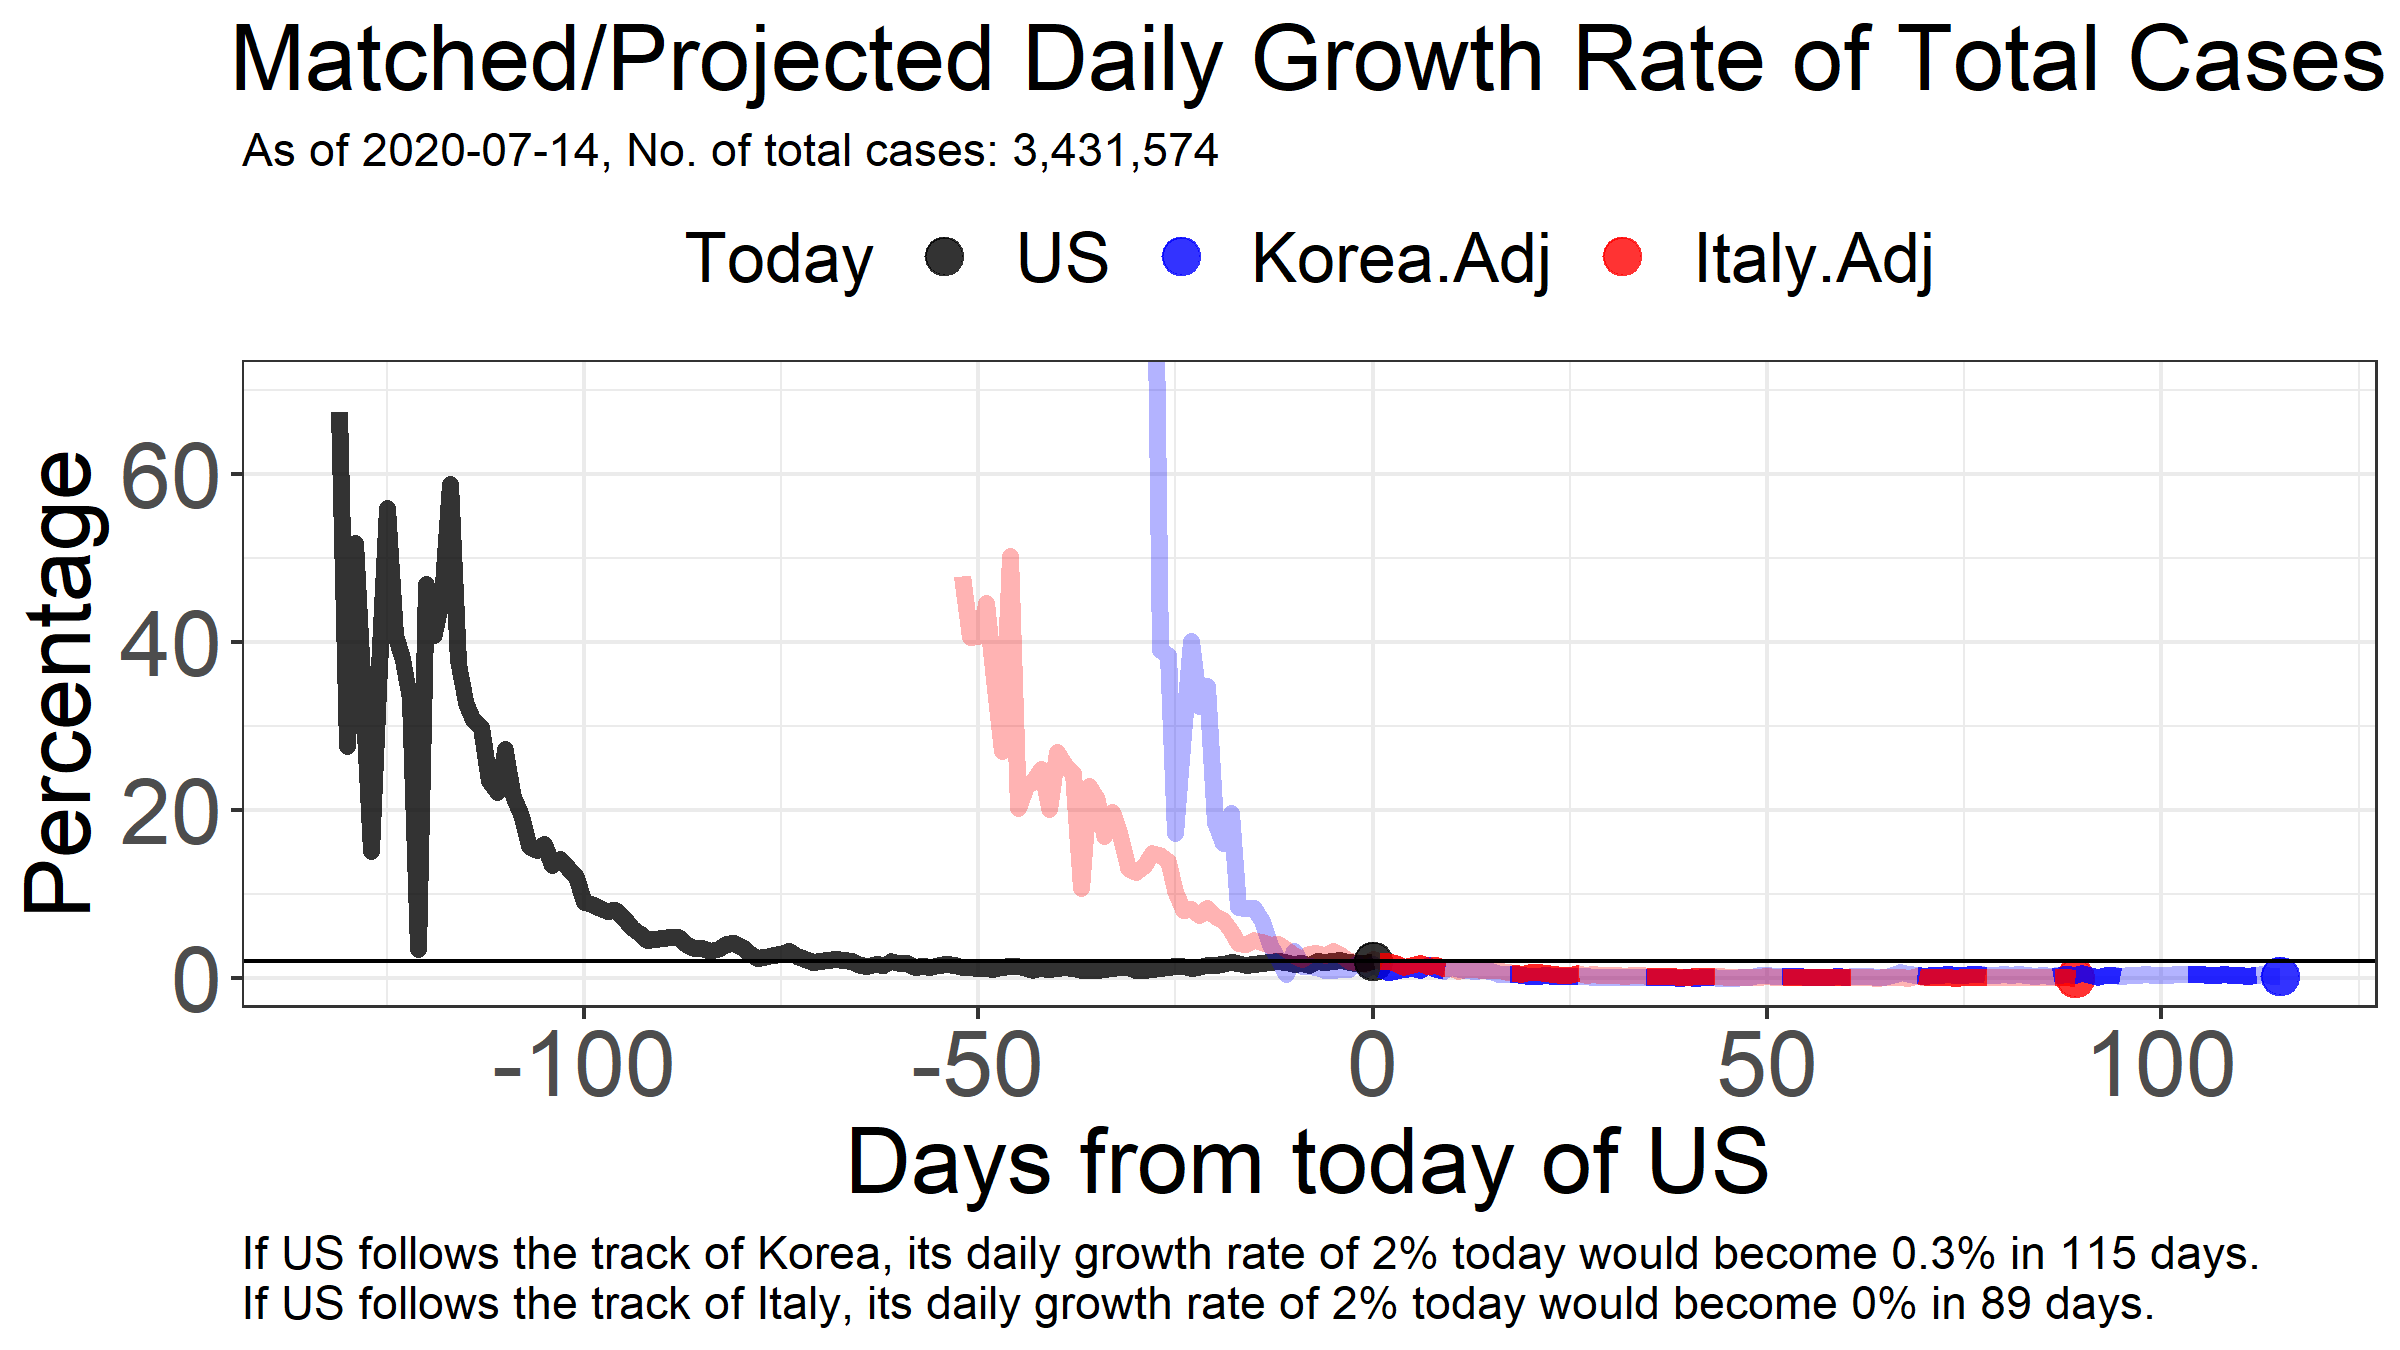 Matched/Projected Daily Growth Rate of Total Cases
As of 2020-07-14, No. of total cases: 3,431,574
Today US Korea.Adj Italy.Adj
Percentage
60
40
20
0
-100 -50 0 50 100
Days from today of US
If US follows the track of Korea, its daily growth rate of 2% today would become 0.3% in 115 days.
If US follows the track of Italy, its daily growth rate of 2% today would become 0% in 89 days.